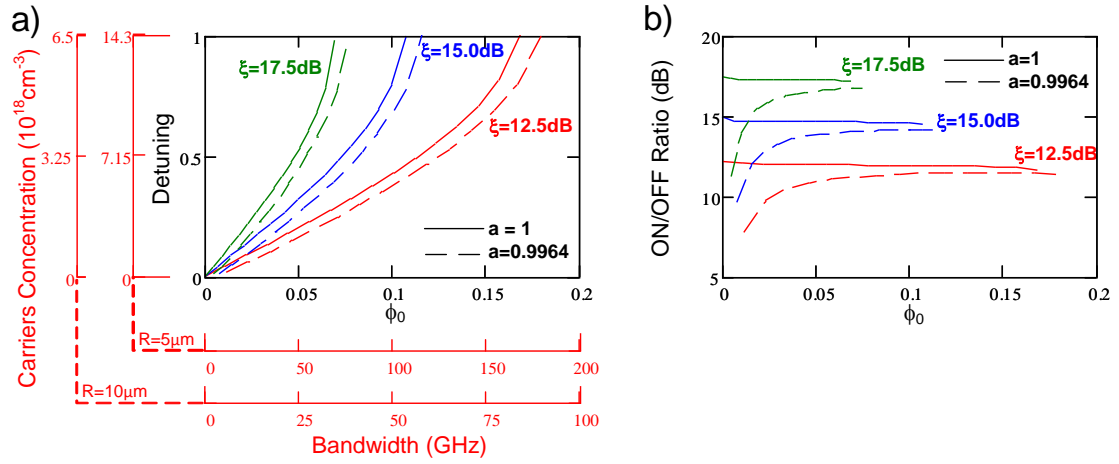 a)
b)
Carriers Concentration (10^18cm^-3)
6.5
14.3
3.25
7.15
0
0
Detuning
1
0.5
0
ξ=17.5dB
ξ=15.0dB
ξ=12.5dB
a = 1
a=0.9964
0
0.05
0.1
0.15
0.2
ϕ0
R=5μm
0
50
100
150
200
R=10μm
0
25
50
75
100
Bandwidth (GHz)
ON/OFF Ratio (dB)
20
15
10
5
ξ=17.5dB
ξ=15.0dB
ξ=12.5dB
a=1
a=0.9964
0
0.05
0.1
0.15
0.2
ϕ0